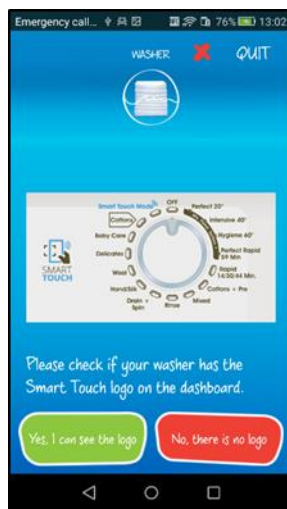 Emergency call... 76% 13:02
WASHER QUIT
Smart Touch Mode OFF Perfect 20°
Cottons Intensive 40°
Baby Care Hygiene 60°
Delicates Perfect Rapid
59 Min
Wool Rapid
14/30/44 Min.
Hand/Silk Cottons + Pre
Drain + Mixed
Spin Rinse
SMART
TOUCH
Please check if your washer has the
Smart Touch logo on the dashboard.
Yes, I can see the logo No, there is no logo